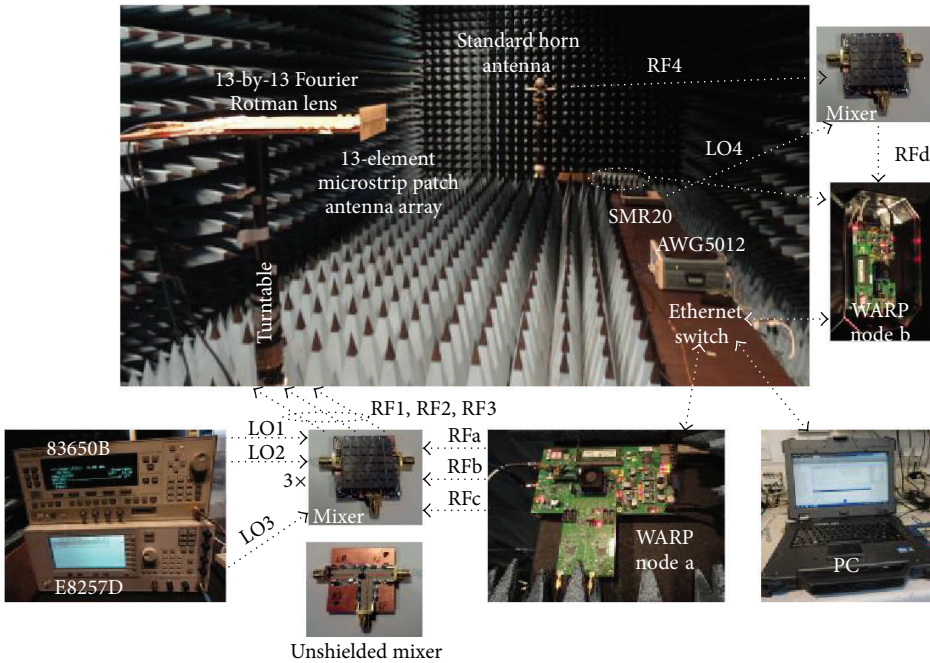 Standard horn
antenna
RF4
13-by-13 Fourier
Rotman lens
Mixer
LO4
RFd
13-element
microstrip patch
antenna array
SMR20
AWG5012
Turntable
Ethernet
switch
WARP
node b
RF1, RF2, RF3
83650B
LO1
LO2
3×
Mixer
RFa
RFb
RFc
LO3
E8257D
WARP
node a
PC
Unshielded mixer